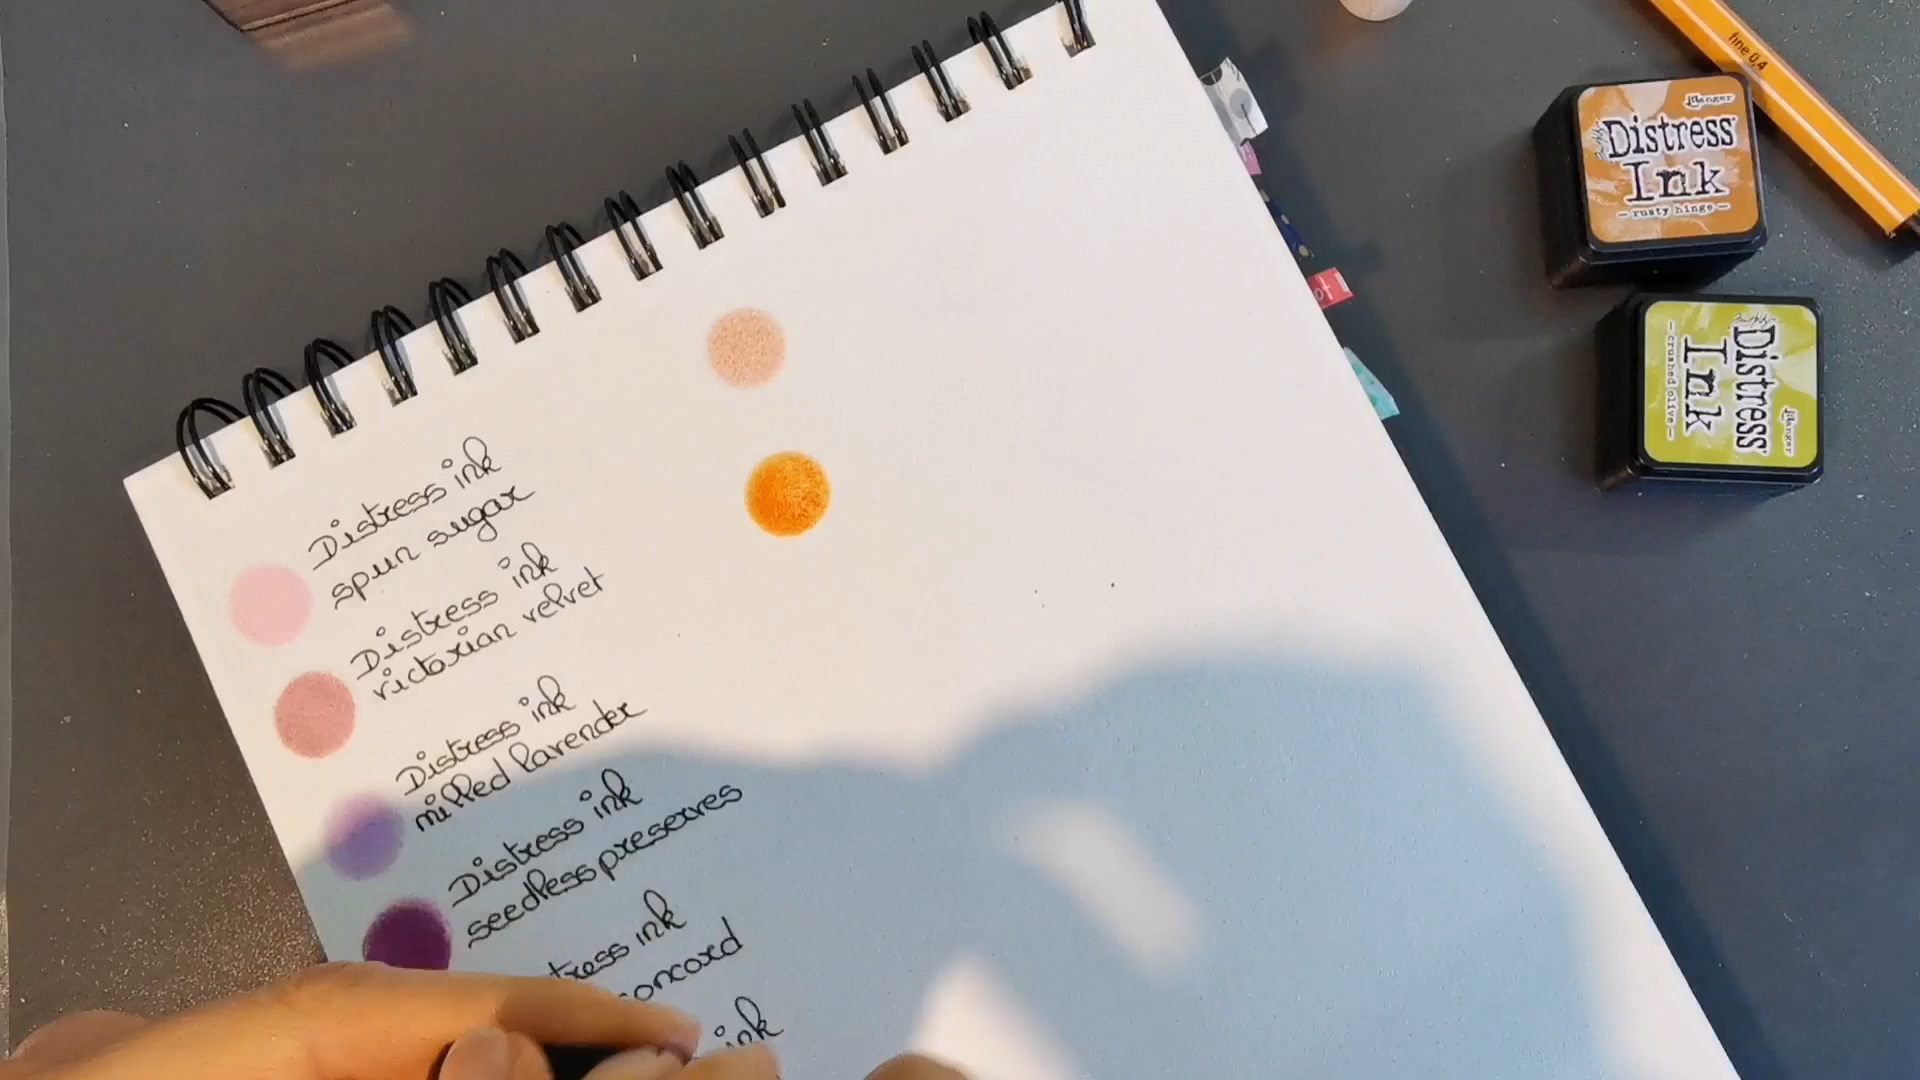 Distress ink
spun sugar
Distress ink
victorian velvet
Distress ink
milled lavender
Distress ink
seedless preserves
tress ink
concord
ink
fine 0,4
Ranger
Distress
Ink
— rusty hinge —
Ranger
Distress
Ink
— crushed olive —